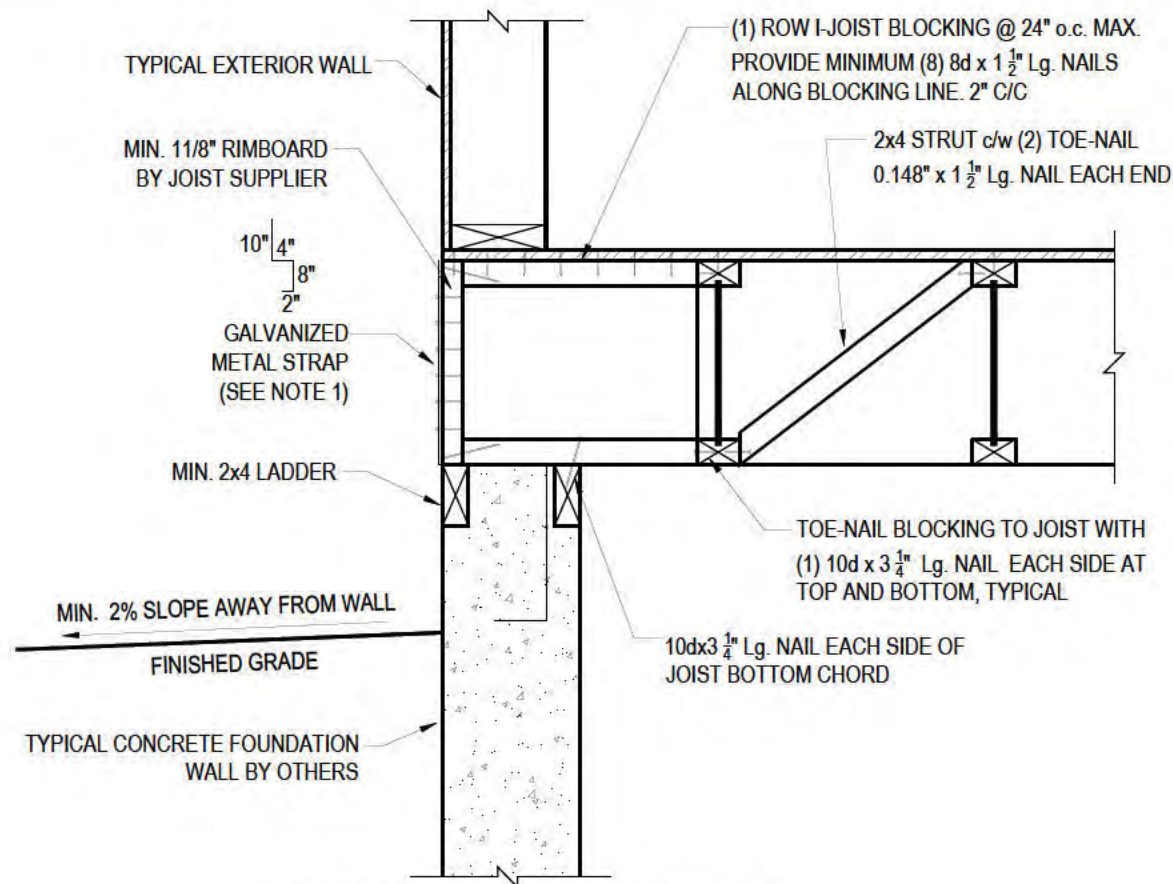 TYPICAL EXTERIOR WALL
MIN. 11/8" RIMBOARD
BY JOIST SUPPLIER
10" 4"
8"
2"
GALVANIZED
METAL STRAP
(SEE NOTE 1)
MIN. 2x4 LADDER
MIN. 2% SLOPE AWAY FROM WALL
FINISHED GRADE
TYPICAL CONCRETE FOUNDATION
WALL BY OTHERS
(1) ROW I-JOIST BLOCKING @ 24" o.c. MAX.
PROVIDE MINIMUM (8) 8d x 1 1/2" Lg. NAILS
ALONG BLOCKING LINE. 2" C/C
2x4 STRUT c/w (2) TOE-NAIL
0.148" x 1 1/2" Lg. NAIL EACH END
TOE-NAIL BLOCKING TO JOIST WITH
(1) 10d x 3 1/4" Lg. NAIL EACH SIDE AT
TOP AND BOTTOM, TYPICAL
10dx3 1/4" Lg. NAIL EACH SIDE OF
JOIST BOTTOM CHORD